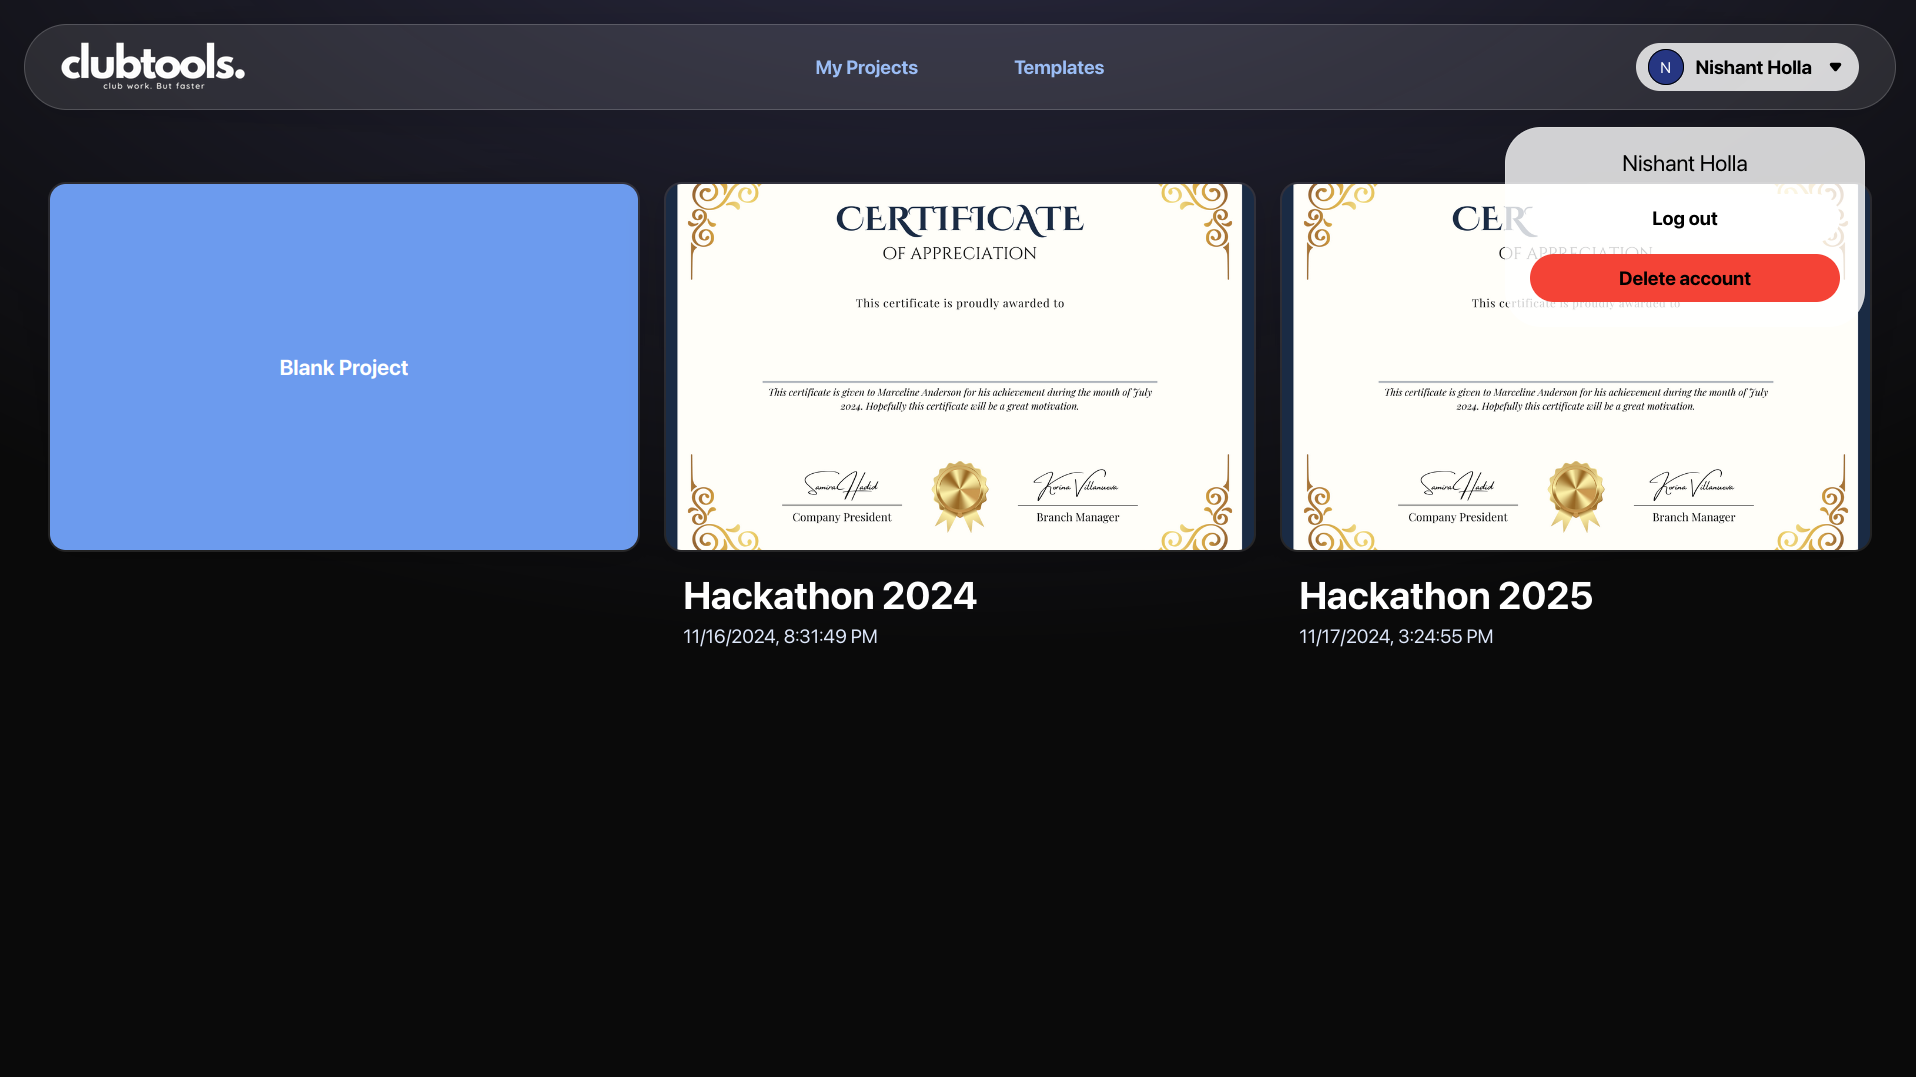 clubtools.
club work. But faster
My Projects
Templates
N
Nishant Holla
Nishant Holla
Log out
Delete account
Blank Project
CERTIFICATE
OF APPRECIATION
This certificate is proudly awarded to
This certificate is given to Marceline Anderson for his achievement during the month of July
2024. Hopefully this certificate will be a great motivation.
Samira Hadid
Korina Villanueva
Company President
Branch Manager
CER
OF APPRECIATION
This certificate is proudly awarded to
This certificate is given to Marceline Anderson for his achievement during the month of July
2024. Hopefully this certificate will be a great motivation.
Samira Hadid
Korina Villanueva
Company President
Branch Manager
Hackathon 2024
11/16/2024, 8:31:49 PM
Hackathon 2025
11/17/2024, 3:24:55 PM